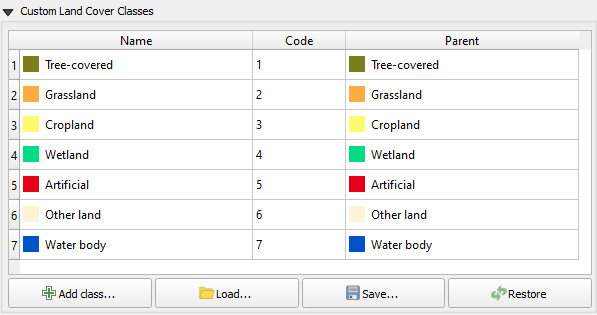 Custom Land Cover Classes
Name Code Parent
1 Tree-covered 1 Tree-covered
2 Grassland 2 Grassland
3 Cropland 3 Cropland
4 Wetland 4 Wetland
5 Artificial 5 Artificial
6 Other land 6 Other land
7 Water body 7 Water body
Add class... Load... Save... Restore